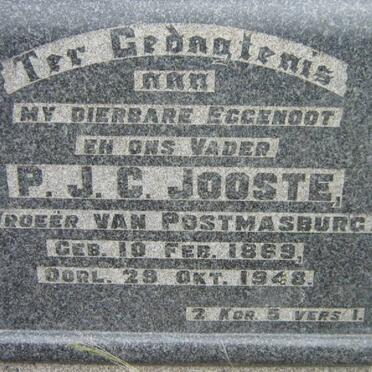 Ter Gedagtenis
aan
MY DIERBARE EGGENOOT
EN ONS VADER
P. J. C. JOOSTE,
VROEËR VAN POSTMASBURG
GEB. 10 FEB. 1869,
OORL. 29 OKT. 1948.
2 KOR. 5 VERS 1.